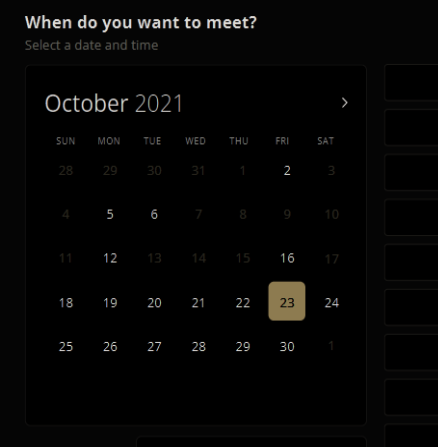 When do you want to meet?
Select a date and time
October 2021 >
SUN MON TUE WED THU FRI SAT
28 29 30 31 1 2 3
4 5 6 7 8 9 10
11 12 13 14 15 16 17
18 19 20 21 22 23 24
25 26 27 28 29 30 1